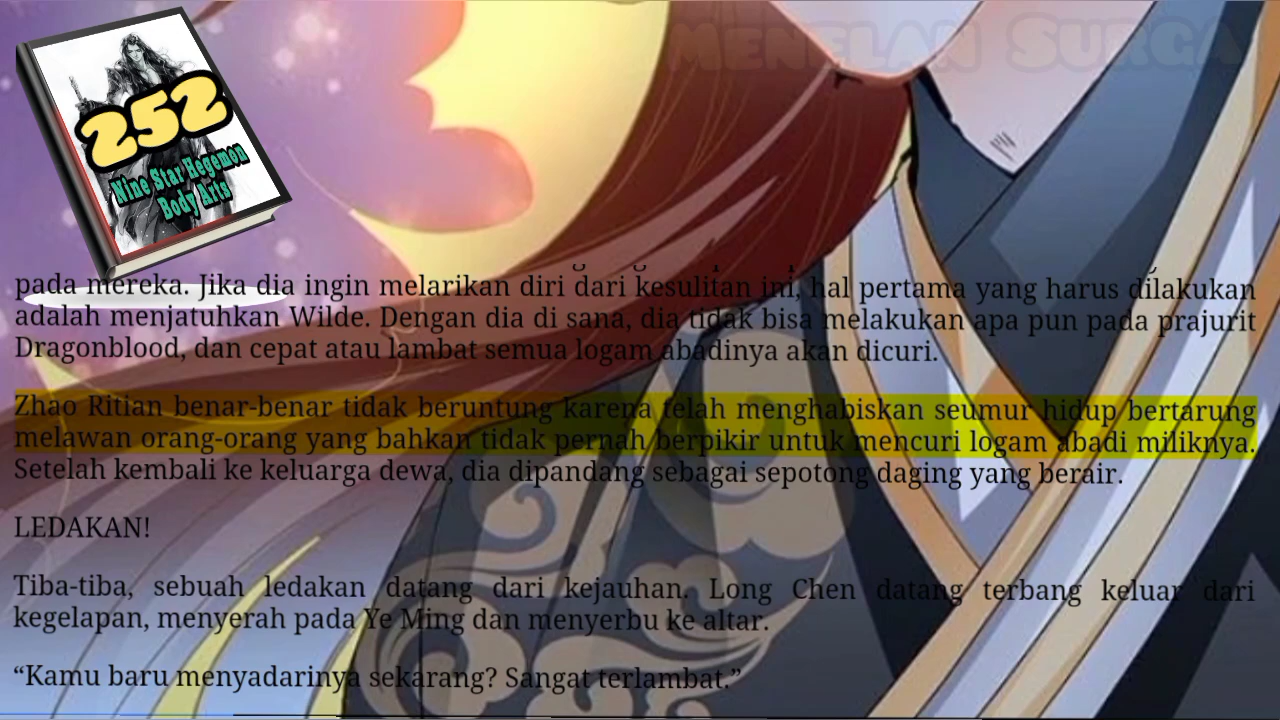 MENELAN SURGA
252
Nine Star Hegemon
Body Arts
pada mereka. Jika dia ingin melarikan diri dari kesulitan ini, hal pertama yang harus dilakukan
adalah menjatuhkan Wilde. Dengan dia di sana, dia tidak bisa melakukan apa pun pada prajurit
Dragonblood, dan cepat atau lambat semua logam abadinya akan dicuri.
Zhao Ritian benar-benar tidak beruntung karena telah menghabiskan seumur hidup bertarung
melawan orang-orang yang bahkan tidak pernah berpikir untuk mencuri logam abadi miliknya.
Setelah kembali ke keluarga dewa, dia dipandang sebagai sepotong daging yang berair.
LEDAKAN!
Tiba-tiba, sebuah ledakan datang dari kejauhan. Long Chen datang terbang keluar dari
kegelapan, menyerah pada Ye Ming dan menyerbu ke altar.
“Kamu baru menyadarinya sekarang? Sangat terlambat.”